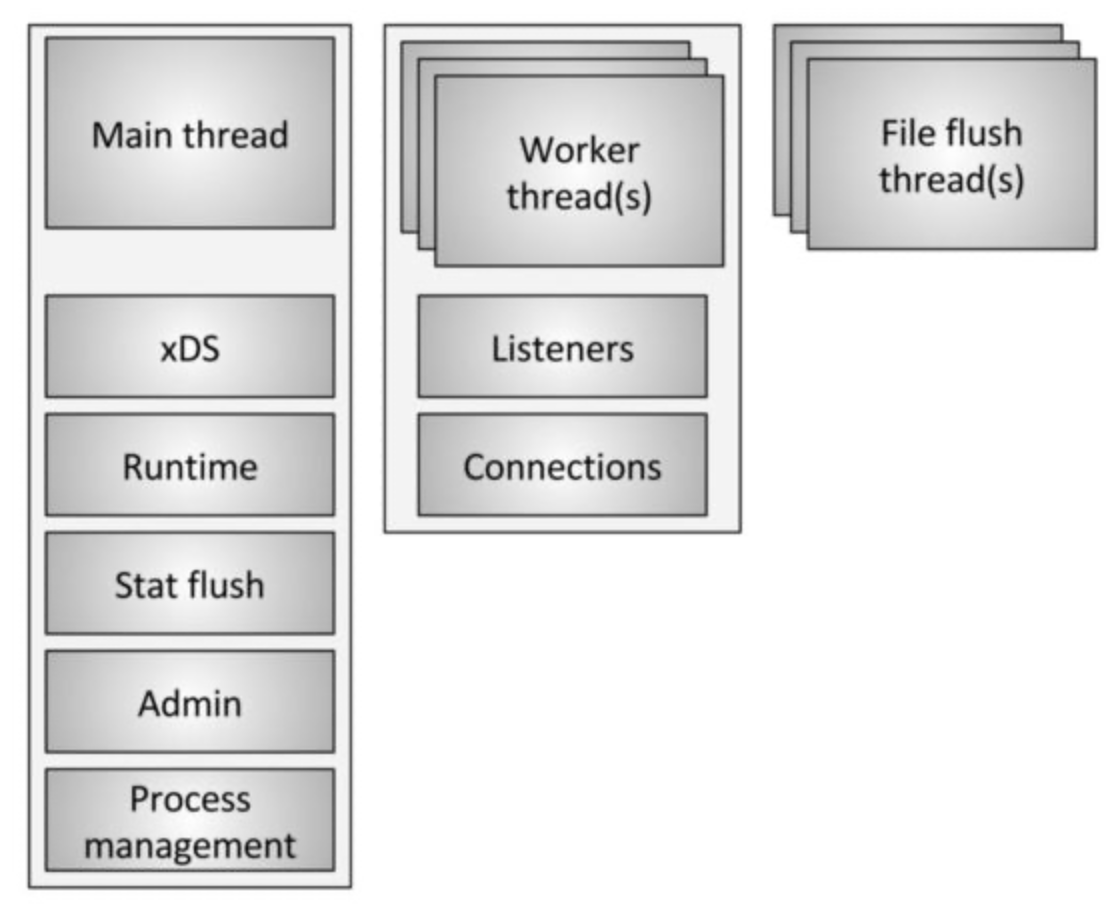 Main thread
xDS
Runtime
Stat flush
Admin
Process
management
Worker
thread(s)
Listeners
Connections
File flush
thread(s)